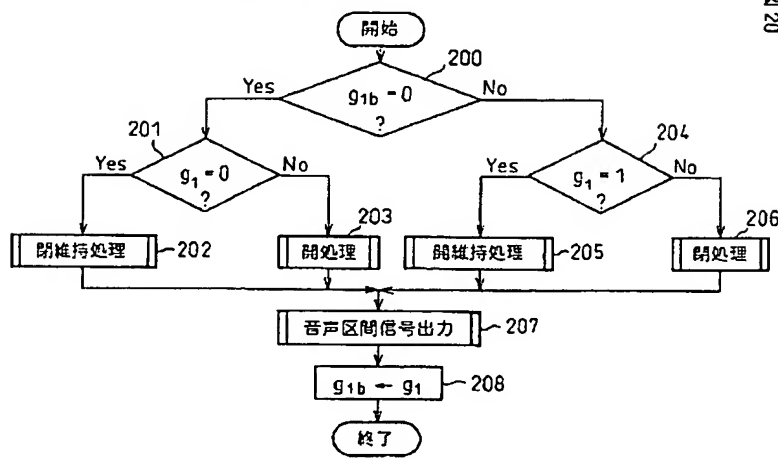 図20
開始
200
Yes
g1b = 0
?
No
201
Yes
g1 = 0
?
No
204
Yes
g1 = 1
?
No
閉維持処理
202
203
開処理
開維持処理
205
206
閉処理
音声区間信号出力
207
g1b ← g1
208
終了